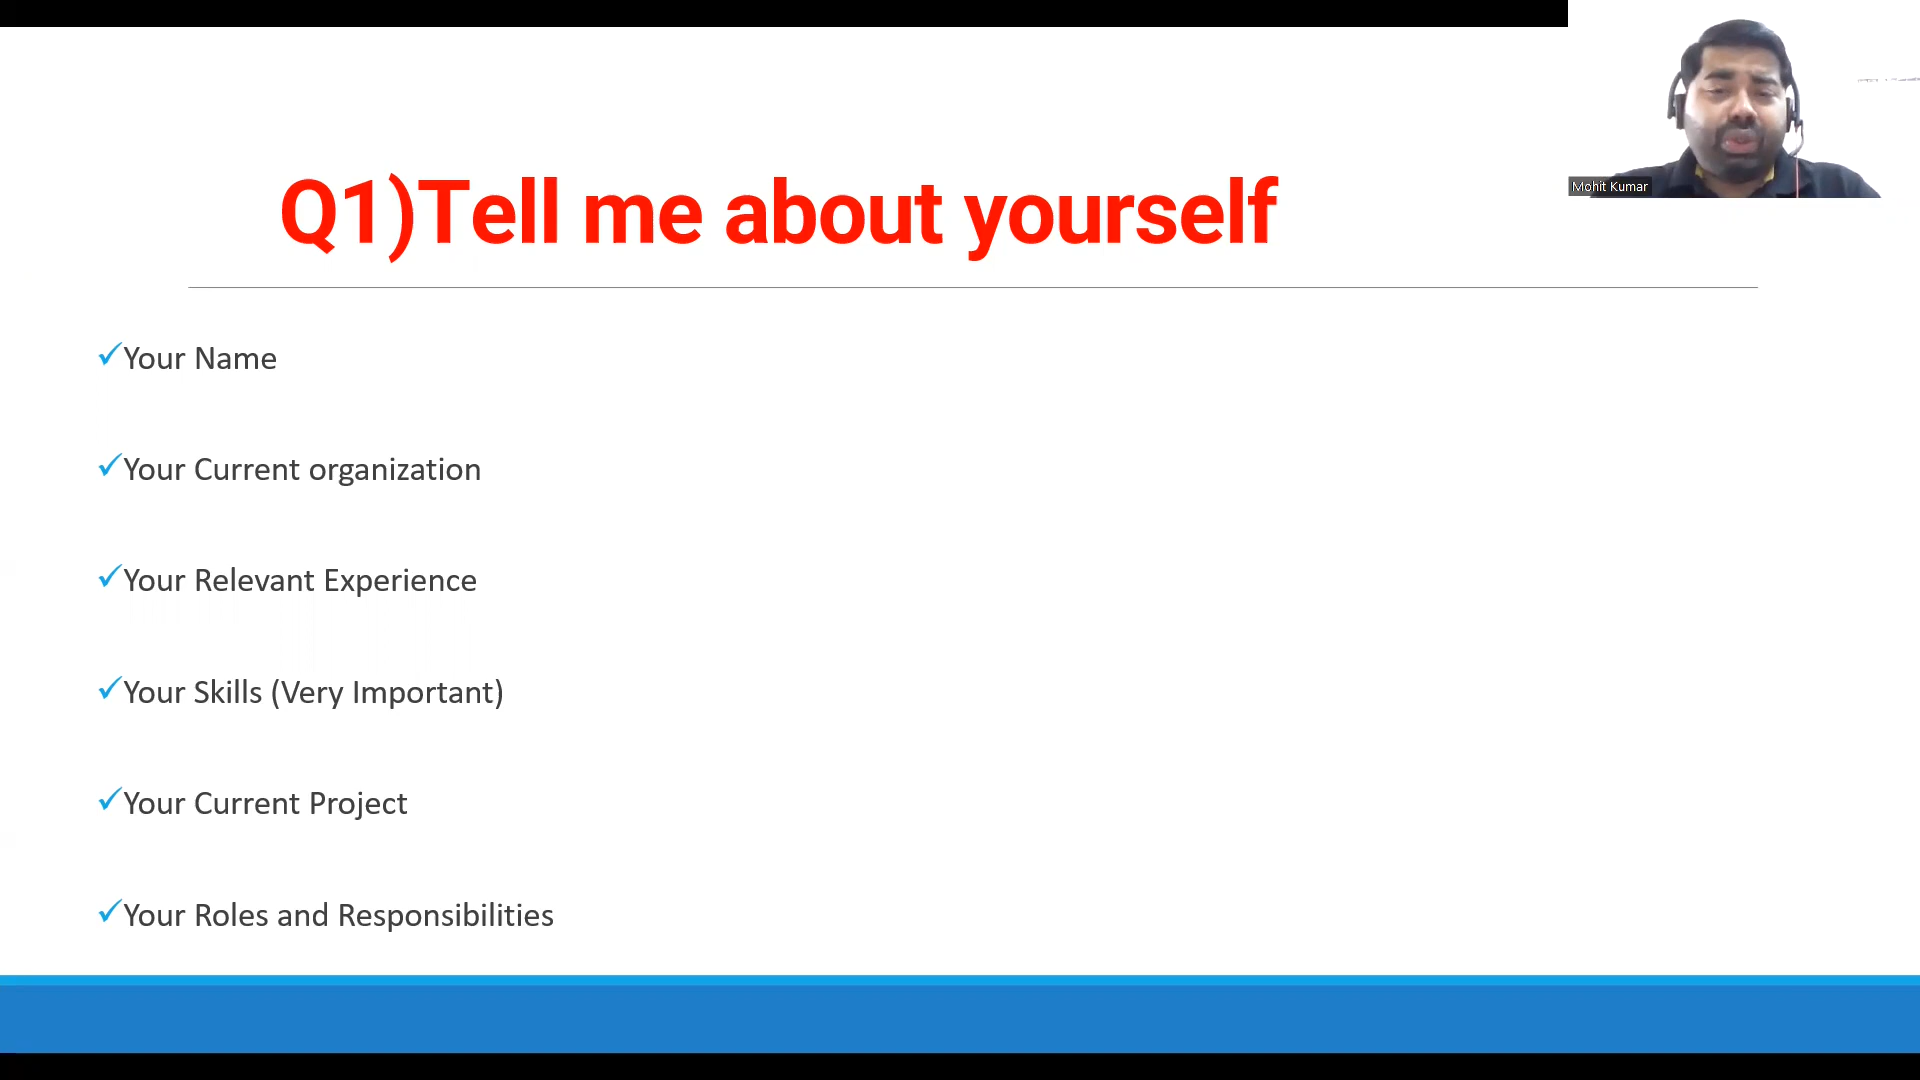 Q1)Tell me about yourself
Mohit Kumar
Your Name
Your Current organization
Your Relevant Experience
Your Skills (Very Important)
Your Current Project
Your Roles and Responsibilities